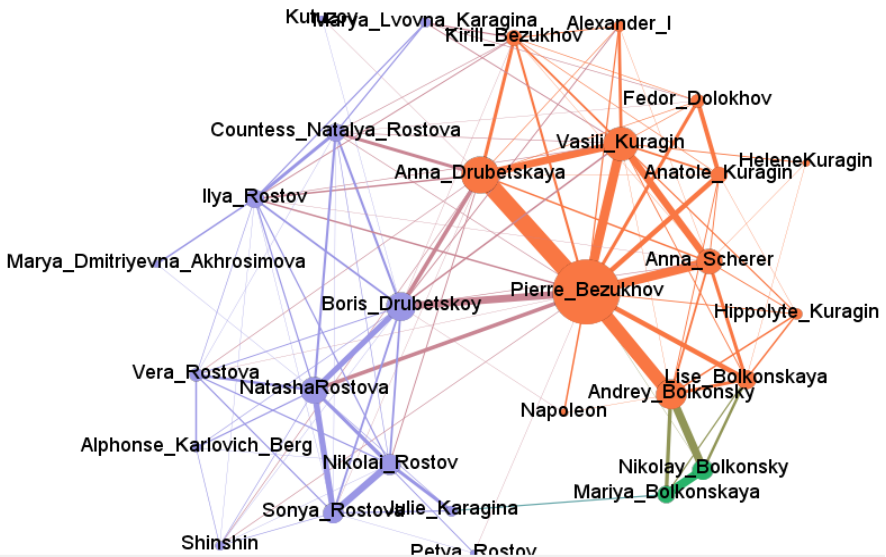 Kutuzov
Marya_Lvovna_Karagina
Alexander_I
Kirill_Bezukhov
Fedor_Dolokhov
Countess_Natalya_Rostova
Vasili_Kuragin
HeleneKuragin
Anna_Drubetskaya
Anatole_Kuragin
Ilya_Rostov
Marya_Dmitriyevna_Akhrosimova
Anna_Scherer
Pierre_Bezukhov
Boris_Drubetskoy
Hippolyte_Kuragin
Vera_Rostova
Lise_Bolkonskaya
NatashaRostova
Andrey_Bolkonsky
Napoleon
Alphonse_Karlovich_Berg
Nikolai_Rostov
Nikolay_Bolkonsky
Mariya_Bolkonskaya
Sonya_Rostova
Julie_Karagina
Shinshin
Petya_Rostov